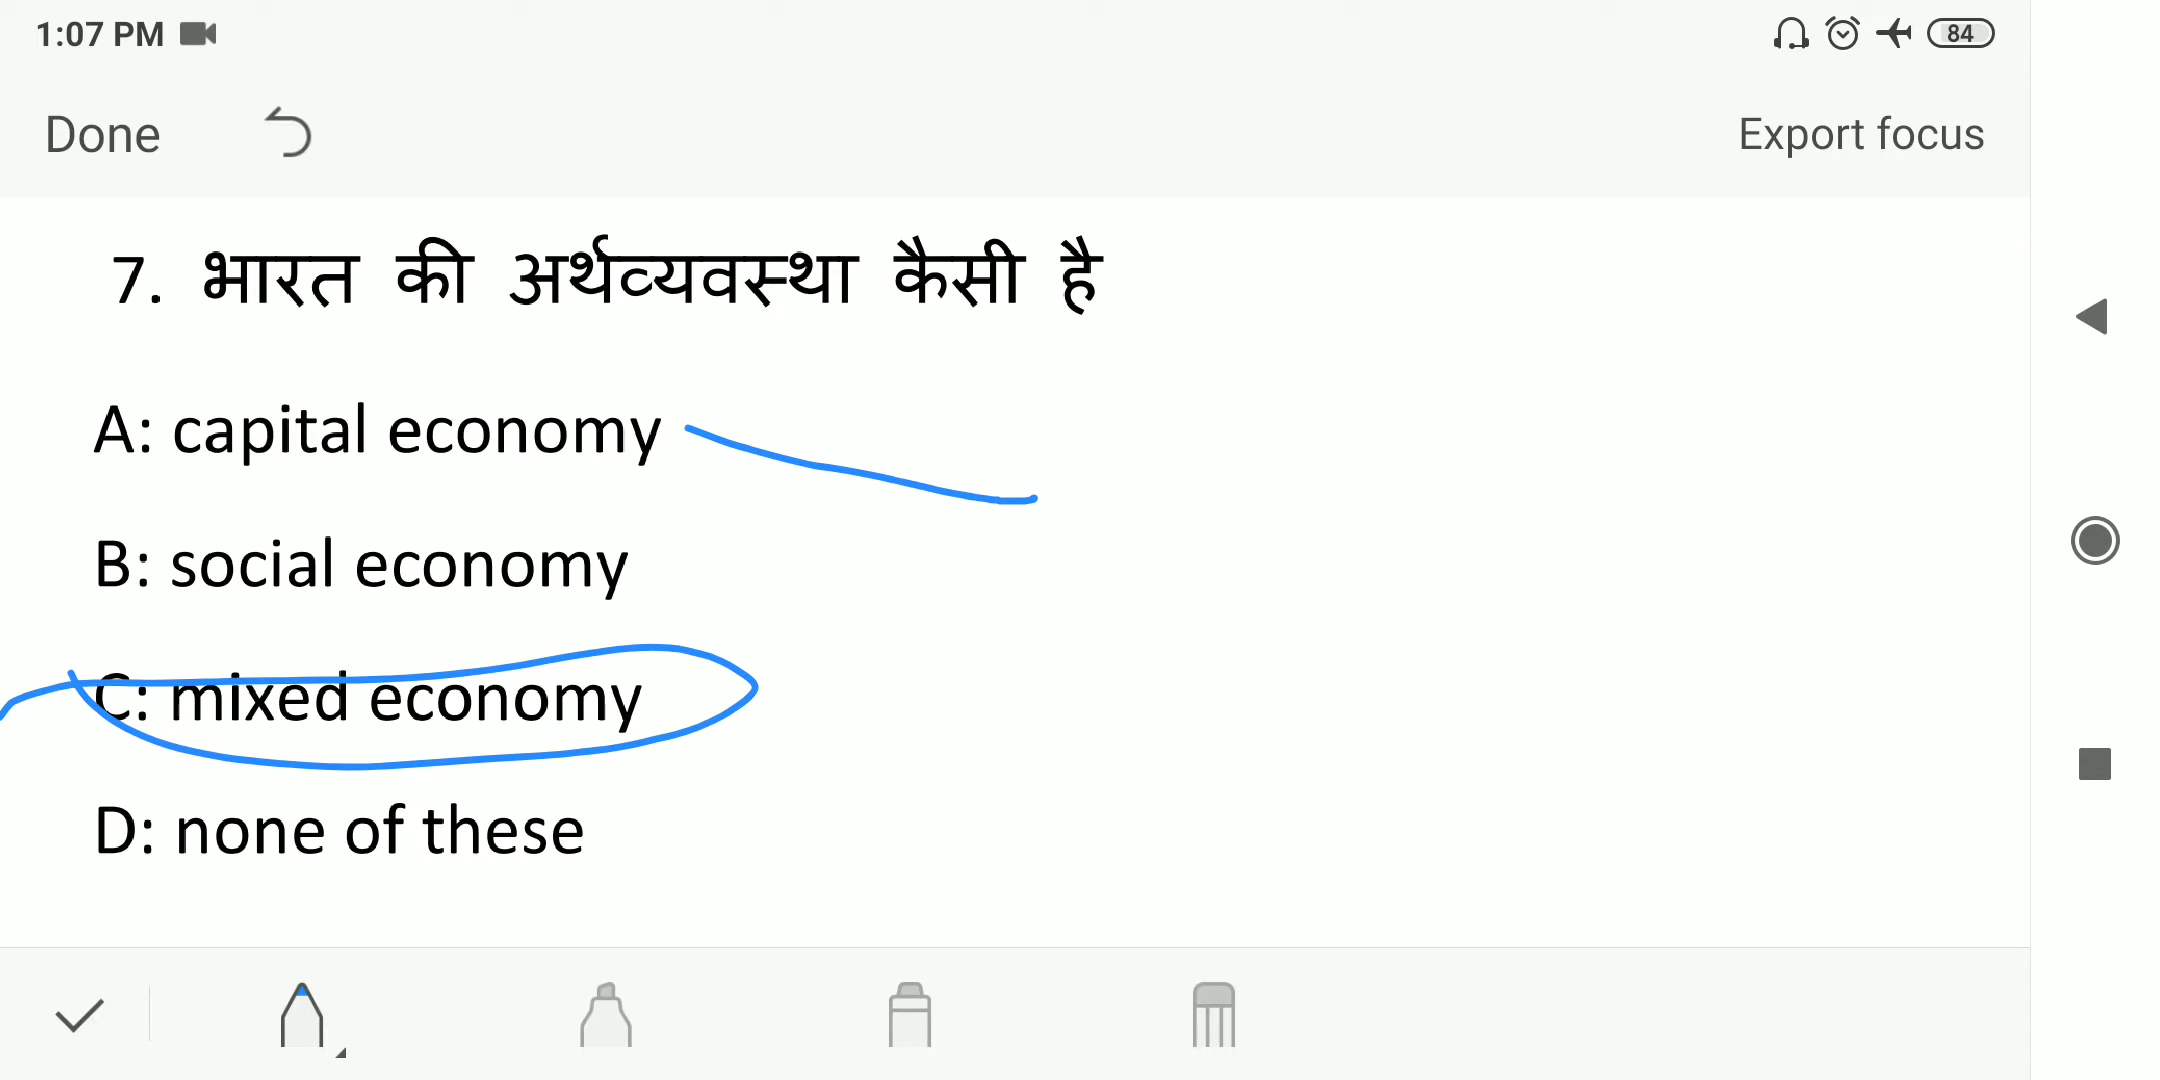 1:07 PM
84
Done
Export focus
7. भारत की अर्थव्यवस्था कैसी है
A: capital economy
B: social economy
C: mixed economy
D: none of these